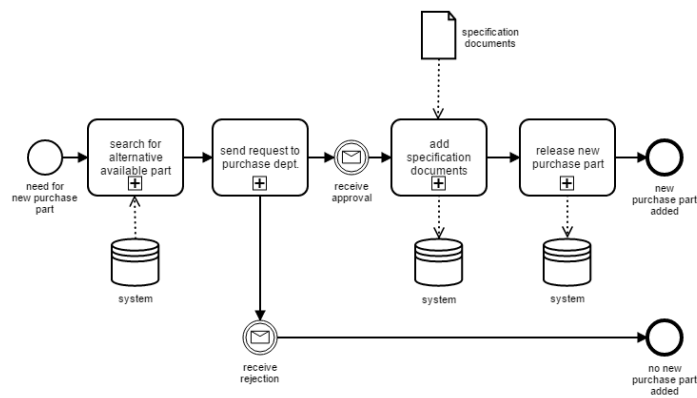 specification
documents
search for
alternative
available part
send request to
purchase dept.
add
specification
documents
release new
purchase part
need for
new purchase
part
receive
approval
new
purchase part
added
system
system
system
receive
rejection
no new
purchase part
added